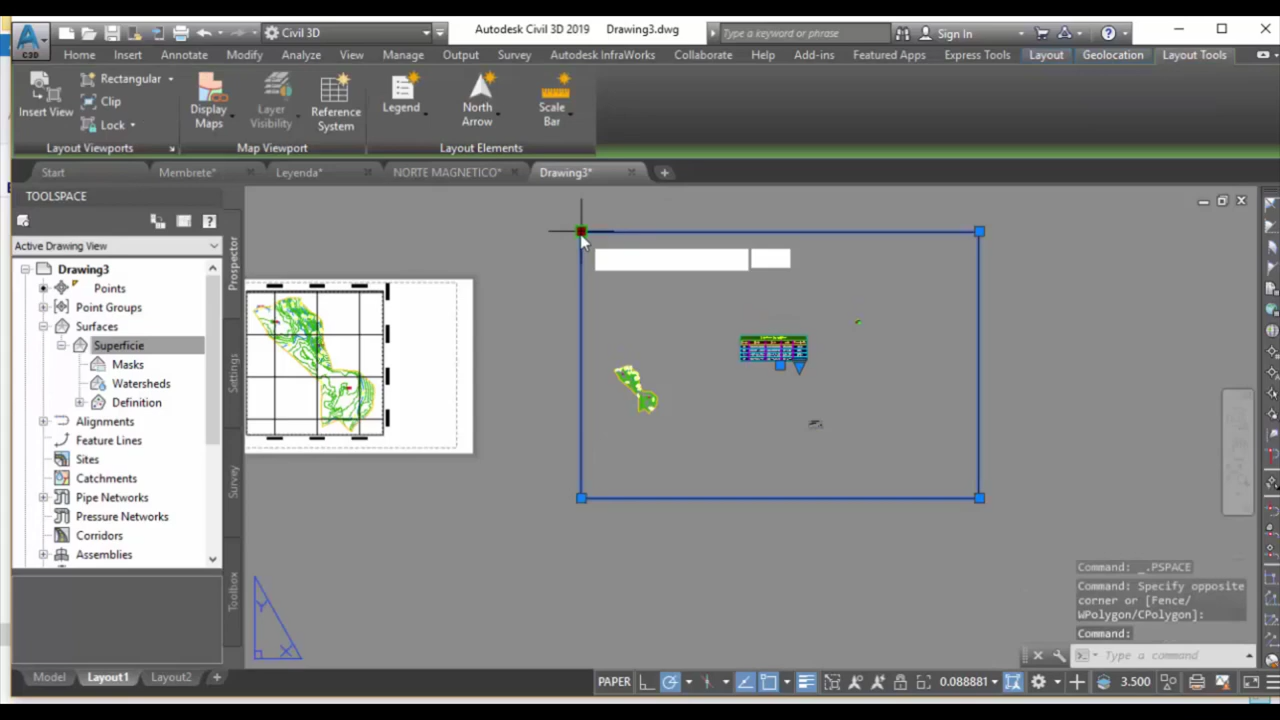 Civil 3D
Autodesk Civil 3D 2019 Drawing3.dwg
Type a keyword or phrase
Sign In
C3D
Home Insert Annotate Modify Analyze View Manage Output Survey Autodesk InfraWorks Collaborate Help Add-ins Featured Apps Express Tools Layout Geolocation Layout Tools
Insert View
Rectangular
Clip
Lock
Display Maps
Layer Visibility
Reference System
Legend
North Arrow
Scale Bar
Layout Viewports
Map Viewport
Layout Elements
Start Membrete* Leyenda* NORTE MAGNETICO* Drawing3*
TOOLSPACE
Active Drawing View
Drawing3
Points
Point Groups
Surfaces
Superficie
Masks
Watersheds
Definition
Alignments
Feature Lines
Sites
Catchments
Pipe Networks
Pressure Networks
Corridors
Assemblies
Prospector
Settings
Survey
Toolbox
Y
X
Command: _.PSPACE
Command: Specify opposite
corner or [Fence/
WPolygon/CPolygon]:
Command:
Type a command
Model Layout1 Layout2 +
PAPER
0.088881
3.500